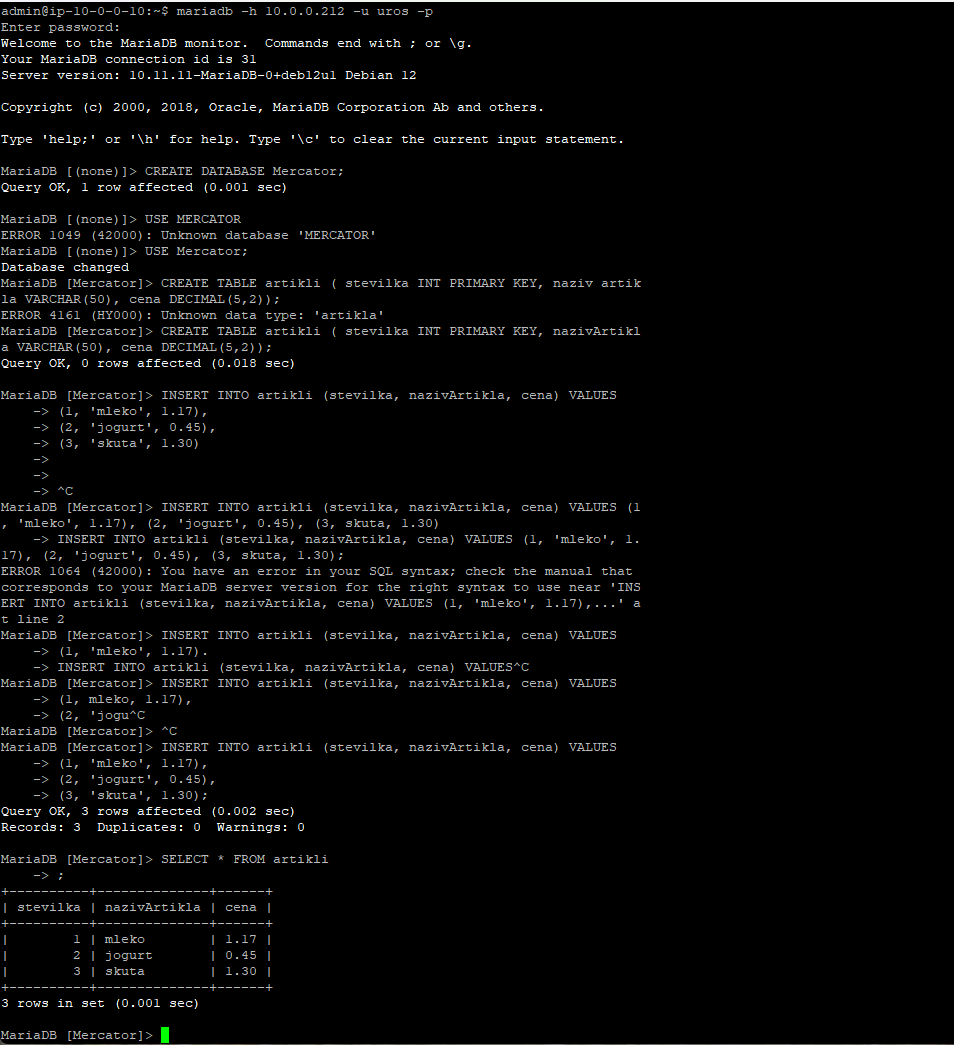 admin@ip-10-0-0-10:~$ mariadb -h 10.0.0.212 -u uros -p
Enter password:
Welcome to the MariaDB monitor.  Commands end with ; or \g.
Your MariaDB connection id is 31
Server version: 10.11.11-MariaDB-0+deb12u1 Debian 12

Copyright (c) 2000, 2018, Oracle, MariaDB Corporation Ab and others.

Type 'help;' or '\h' for help. Type '\c' to clear the current input statement.

MariaDB [(none)]> CREATE DATABASE Mercator;
Query OK, 1 row affected (0.001 sec)

MariaDB [(none)]> USE MERCATOR
ERROR 1049 (42000): Unknown database 'MERCATOR'
MariaDB [(none)]> USE Mercator;
Database changed
MariaDB [Mercator]> CREATE TABLE artikli ( stevilka INT PRIMARY KEY, naziv artik
la VARCHAR(50), cena DECIMAL(5,2));
ERROR 4161 (HY000): Unknown data type: 'artikla'
MariaDB [Mercator]> CREATE TABLE artikli ( stevilka INT PRIMARY KEY, nazivArtikl
a VARCHAR(50), cena DECIMAL(5,2));
Query OK, 0 rows affected (0.018 sec)

MariaDB [Mercator]> INSERT INTO artikli (stevilka, nazivArtikla, cena) VALUES
    -> (1, 'mleko', 1.17),
    -> (2, 'jogurt', 0.45),
    -> (3, 'skuta', 1.30)
    ->
    ->
    -> ^C
MariaDB [Mercator]> INSERT INTO artikli (stevilka, nazivArtikla, cena) VALUES (1
, 'mleko', 1.17), (2, 'jogurt', 0.45), (3, skuta, 1.30)
    -> INSERT INTO artikli (stevilka, nazivArtikla, cena) VALUES (1, 'mleko', 1.
17), (2, 'jogurt', 0.45), (3, skuta, 1.30);
ERROR 1064 (42000): You have an error in your SQL syntax; check the manual that
corresponds to your MariaDB server version for the right syntax to use near 'INS
ERT INTO artikli (stevilka, nazivArtikla, cena) VALUES (1, 'mleko', 1.17),...' a
t line 2
MariaDB [Mercator]> INSERT INTO artikli (stevilka, nazivArtikla, cena) VALUES
    -> (1, 'mleko', 1.17).
    -> INSERT INTO artikli (stevilka, nazivArtikla, cena) VALUES^C
MariaDB [Mercator]> INSERT INTO artikli (stevilka, nazivArtikla, cena) VALUES
    -> (1, mleko, 1.17),
    -> (2, 'jogu^C
MariaDB [Mercator]> ^C
MariaDB [Mercator]> INSERT INTO artikli (stevilka, nazivArtikla, cena) VALUES
    -> (1, 'mleko', 1.17),
    -> (2, 'jogurt', 0.45),
    -> (3, 'skuta', 1.30);
Query OK, 3 rows affected (0.002 sec)
Records: 3  Duplicates: 0  Warnings: 0

MariaDB [Mercator]> SELECT * FROM artikli
    -> ;
+----------+--------------+------+
| stevilka | nazivArtikla | cena |
+----------+--------------+------+
|        1 | mleko        | 1.17 |
|        2 | jogurt       | 0.45 |
|        3 | skuta        | 1.30 |
+----------+--------------+------+
3 rows in set (0.001 sec)

MariaDB [Mercator]>